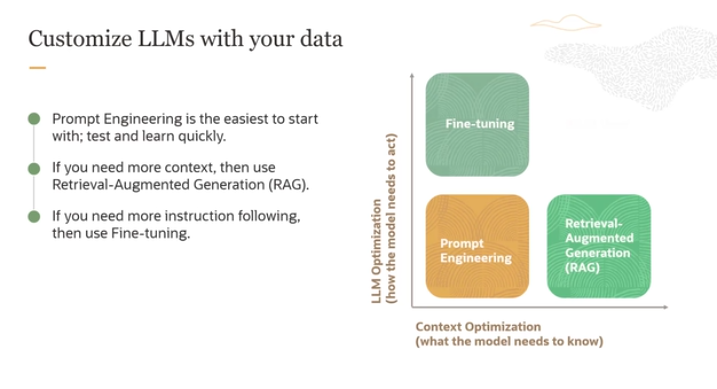 Customize LLMs with your data
Prompt Engineering is the easiest to start
with; test and learn quickly.
If you need more context, then use
Retrieval-Augmented Generation (RAG).
If you need more instruction following,
then use Fine-tuning.
LLM Optimization
(how the model needs to act)
Fine-tuning
Prompt
Engineering
Retrieval-
Augmented
Generation
(RAG)
Context Optimization
(what the model needs to know)